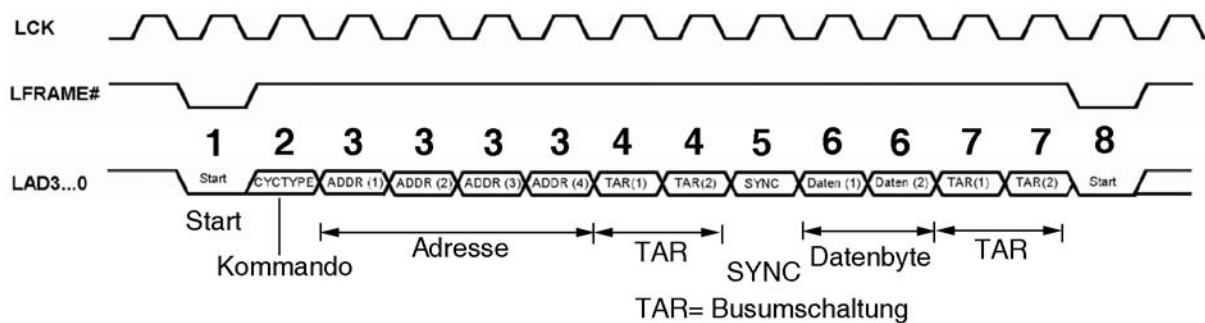 LCK
LFRAME#
1 2 3 3 3 3 4 4 5 6 6 7 7 8
LAD3...0 Start CYCTYPE ADDR (1) ADDR (2) ADDR (3) ADDR (4) TAR(1) TAR(2) SYNC Daten (1) Daten (2) TAR(1) TAR(2) Start
Start Adresse TAR Datenbyte TAR
Kommando SYNC
TAR= Busumschaltung